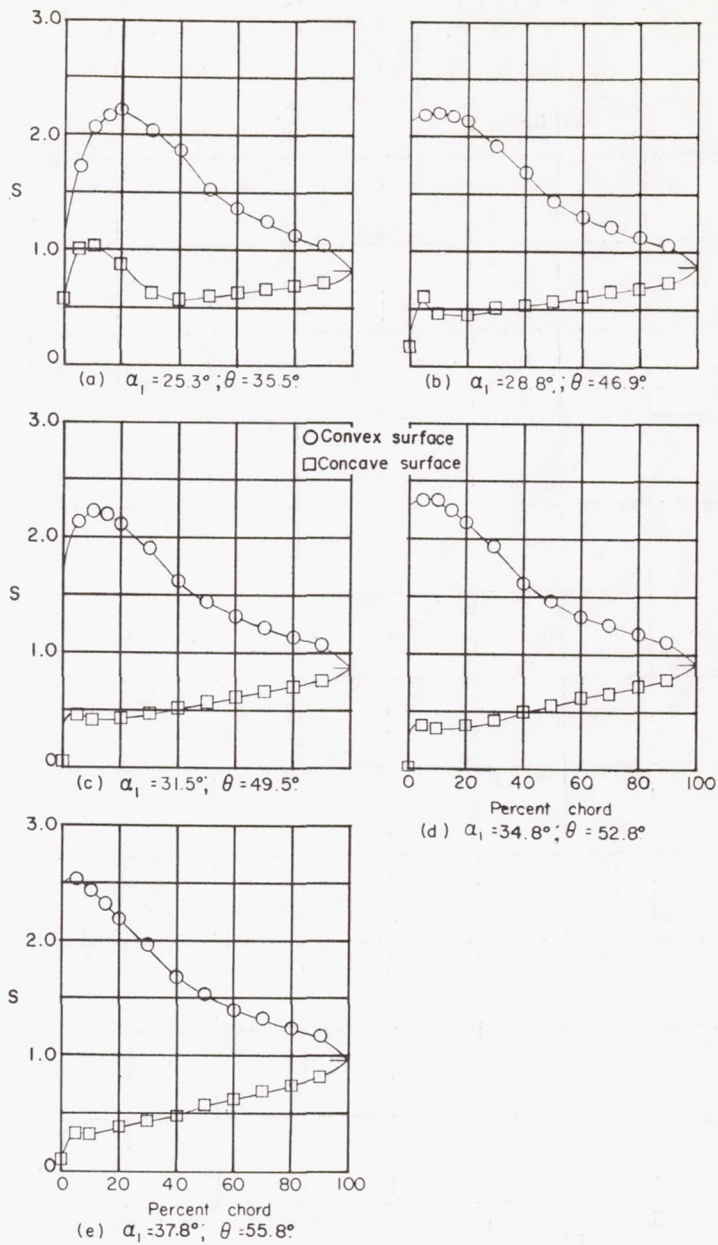 3.0
2.0
S
1.0
0
(a) α₁=25.3°; θ=35.5°
(b) α₁=28.8°; θ=46.9°
3.0
○Convex surface
□Concave surface
2.0
S
1.0
0
(c) α₁=31.5°; θ=49.5°
0 20 40 60 80 100
Percent chord
(d) α₁=34.8°; θ=52.8°
3.0
2.0
S
1.0
0
0 20 40 60 80 100
Percent chord
(e) α₁=37.8°; θ=55.8°